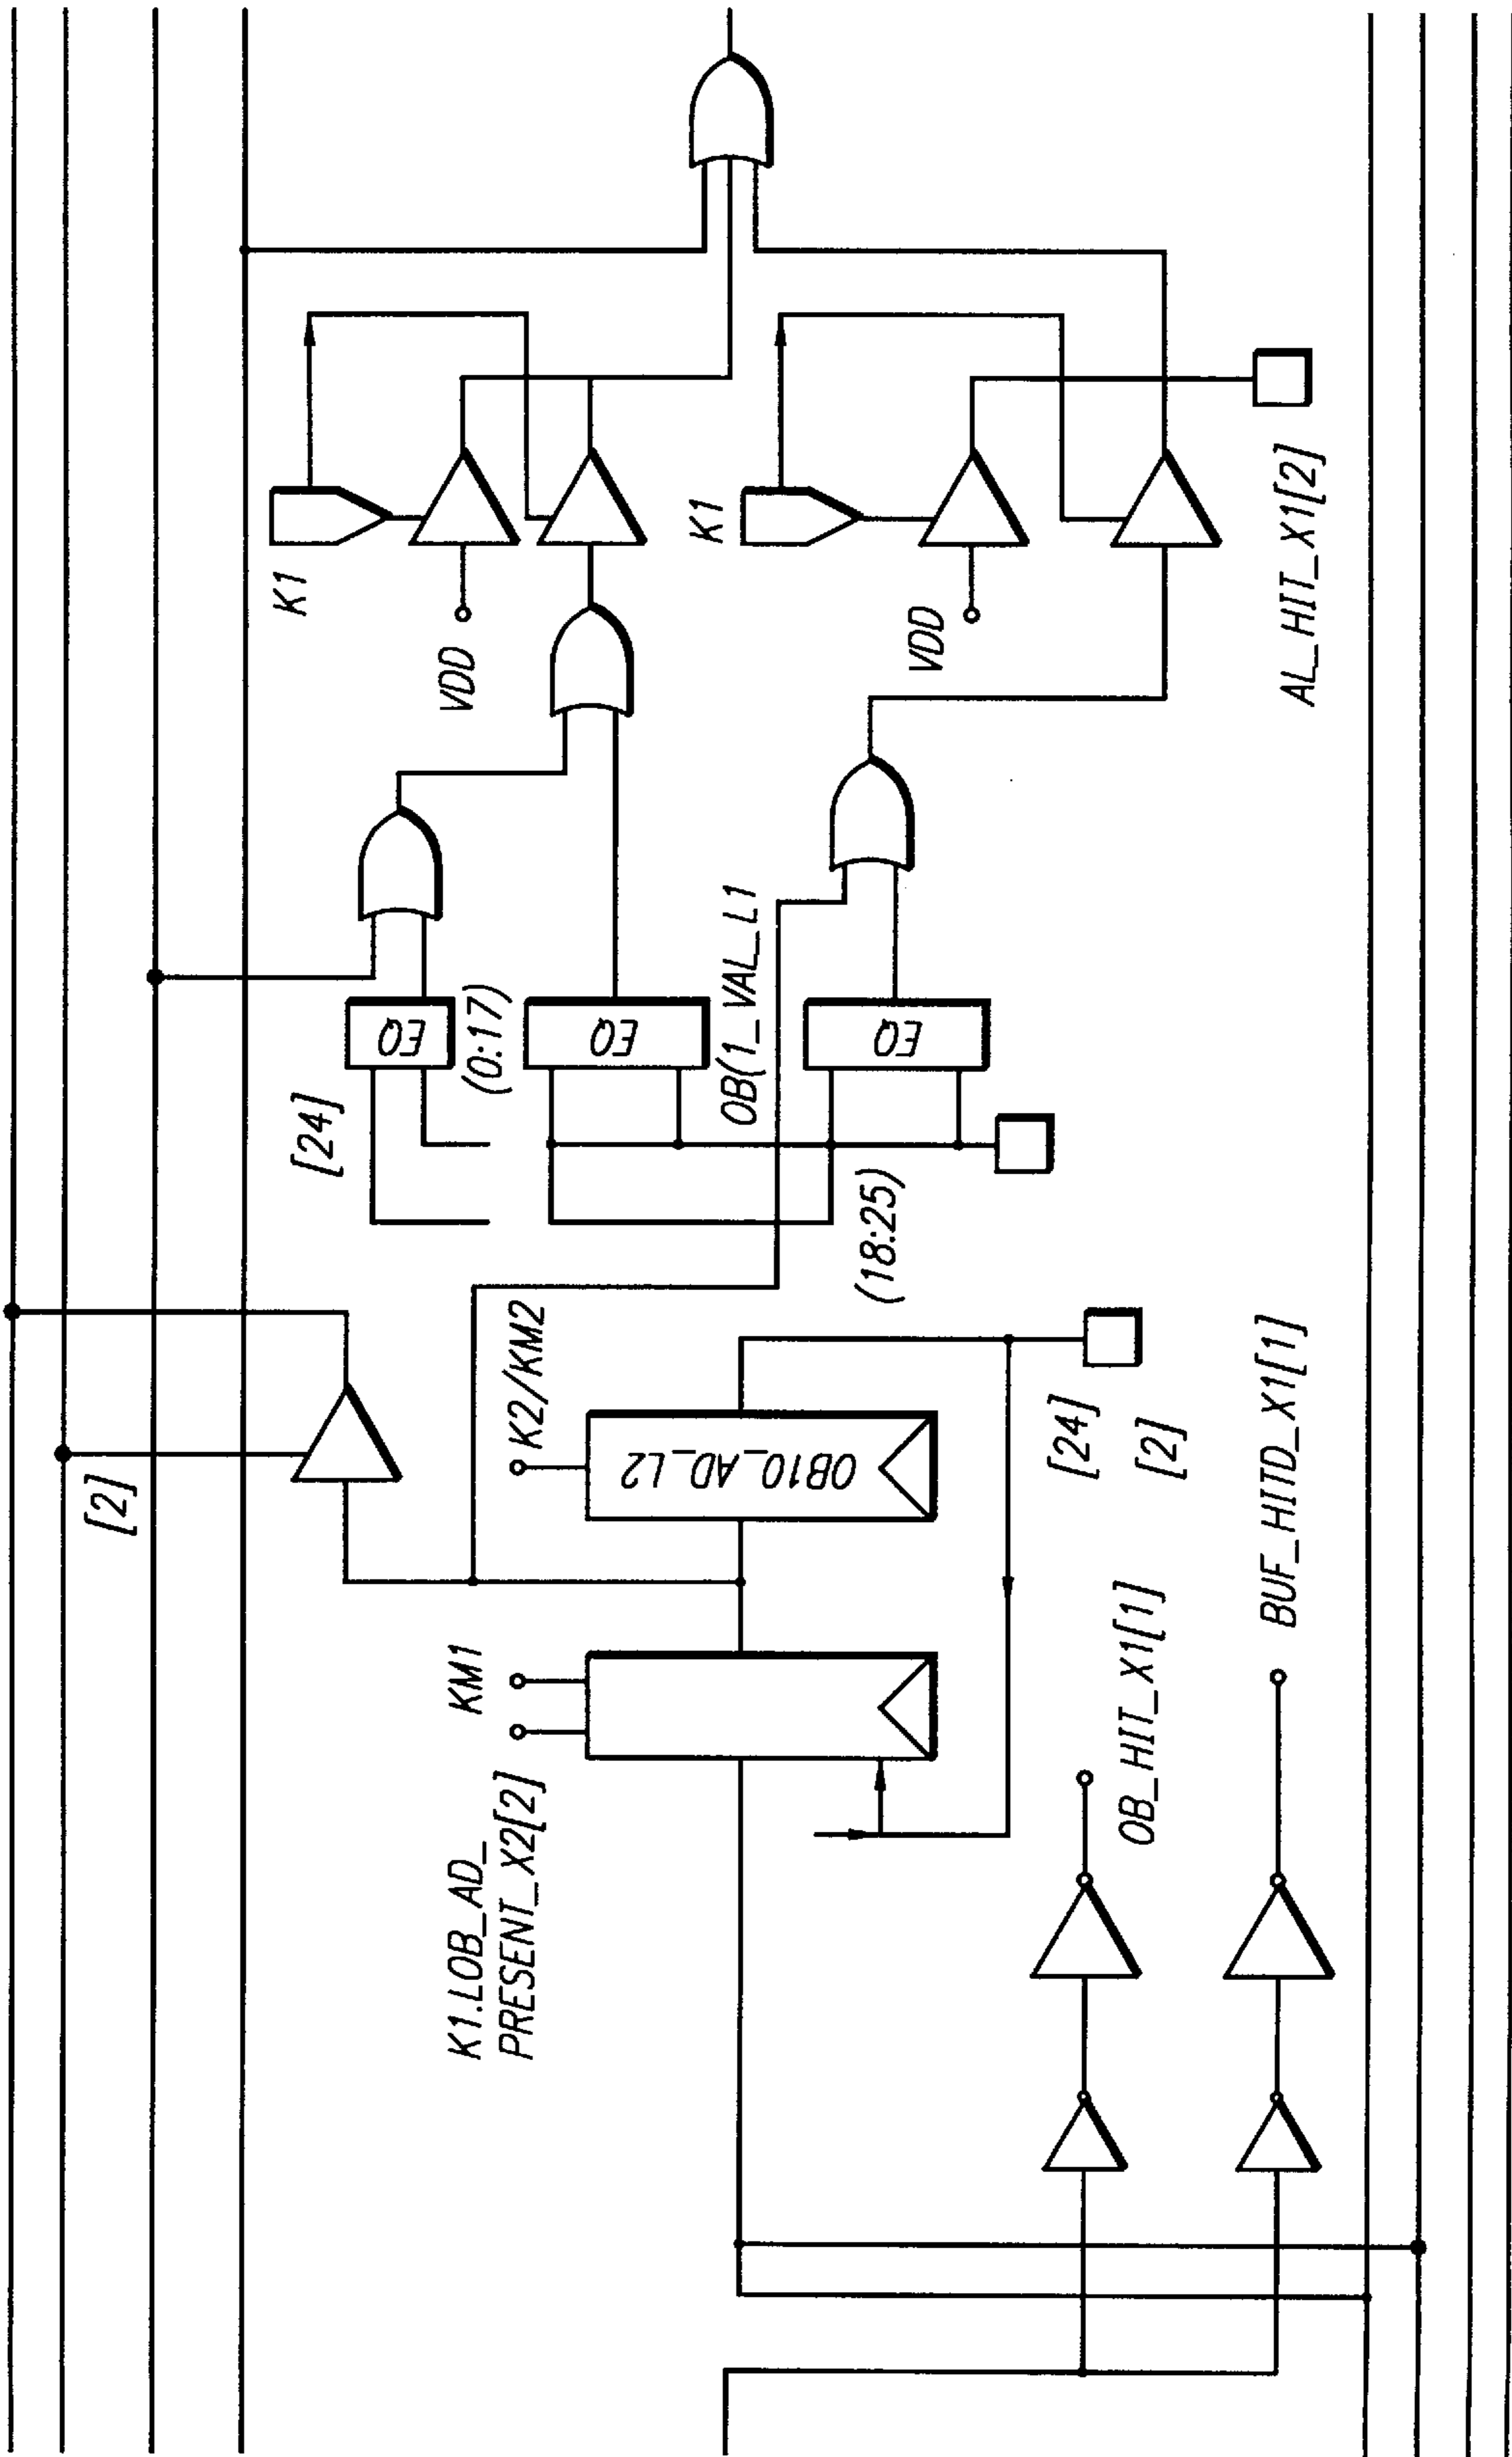 K1
VDD
K1
VDD
AL_HIT_X1[2]
[24]
EQ
(0:17)
EQ
OB(1_VAL_L1
EQ
(18:25)
[2]
K2/KM2
OB10_AD_L2
[24]
[2]
KM1
K1.LOB_AD_
PRESENT_X2[2]
OB_HIT_X1[1]
BUF_HITD_X1[1]